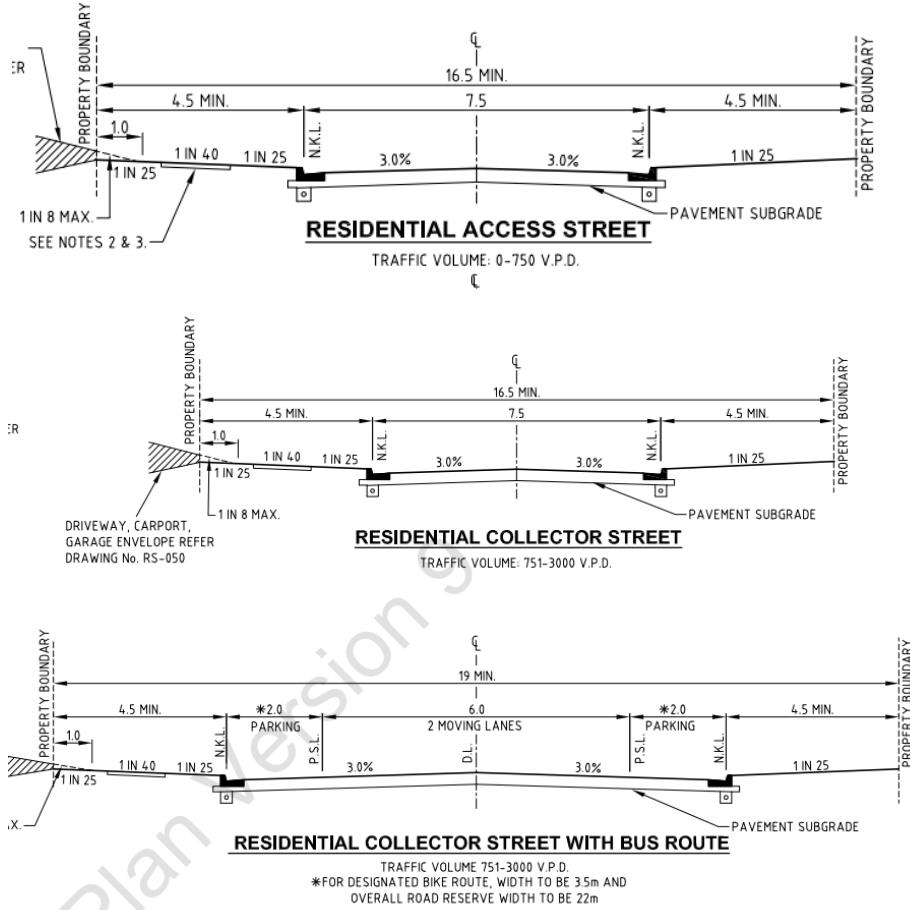 ℄
16.5 MIN.
4.5 MIN.
7.5
4.5 MIN.
PROPERTY BOUNDARY
PROPERTY BOUNDARY
ER
1.0
N.K.L.
N.K.L.
1 IN 40
1 IN 25
3.0%
3.0%
1 IN 25
1 IN 25
1 IN 8 MAX.
SEE NOTES 2 & 3.
PAVEMENT SUBGRADE
RESIDENTIAL ACCESS STREET
TRAFFIC VOLUME: 0-750 V.P.D.
℄
℄
16.5 MIN.
4.5 MIN.
7.5
4.5 MIN.
PROPERTY BOUNDARY
PROPERTY BOUNDARY
ER
1.0
N.K.L.
N.K.L.
1 IN 40
1 IN 25
3.0%
3.0%
1 IN 25
1 IN 25
1 IN 8 MAX.
DRIVEWAY, CARPORT,
GARAGE ENVELOPE REFER
DRAWING No. RS-050
PAVEMENT SUBGRADE
RESIDENTIAL COLLECTOR STREET
TRAFFIC VOLUME: 751-3000 V.P.D.
℄
19 MIN.
4.5 MIN.
*2.0
PARKING
6.0
2 MOVING LANES
*2.0
PARKING
4.5 MIN.
PROPERTY BOUNDARY
PROPERTY BOUNDARY
1.0
N.K.L.
P.S.L.
D.L.
P.S.L.
N.K.L.
1 IN 40
1 IN 25
3.0%
3.0%
1 IN 25
1 IN 25
AX.
PAVEMENT SUBGRADE
RESIDENTIAL COLLECTOR STREET WITH BUS ROUTE
TRAFFIC VOLUME 751-3000 V.P.D.
*FOR DESIGNATED BIKE ROUTE, WIDTH TO BE 3.5m AND
OVERALL ROAD RESERVE WIDTH TO BE 22m
Plan Version 9